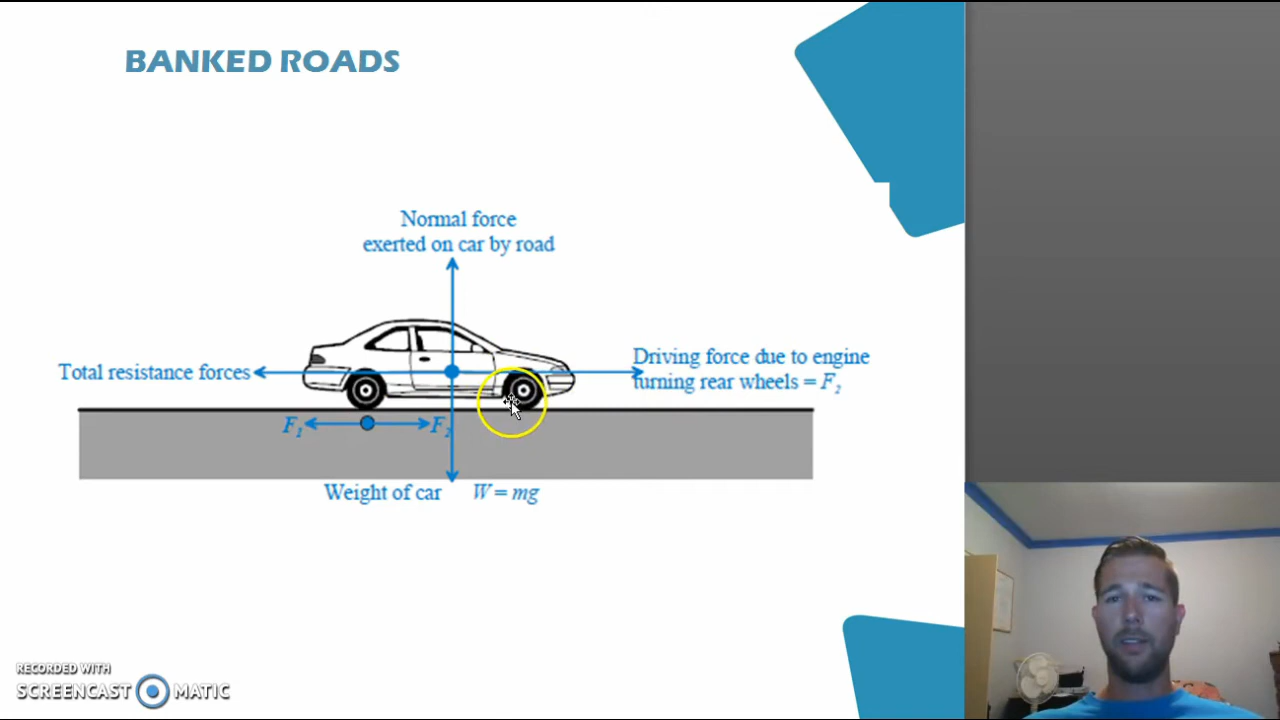 BANKED ROADS
Normal force
exerted on car by road
Total resistance forces
Driving force due to engine
turning rear wheels = F₂
F₁
F₂
Weight of car
W = mg
RECORDED WITH
SCREENCAST MATIC